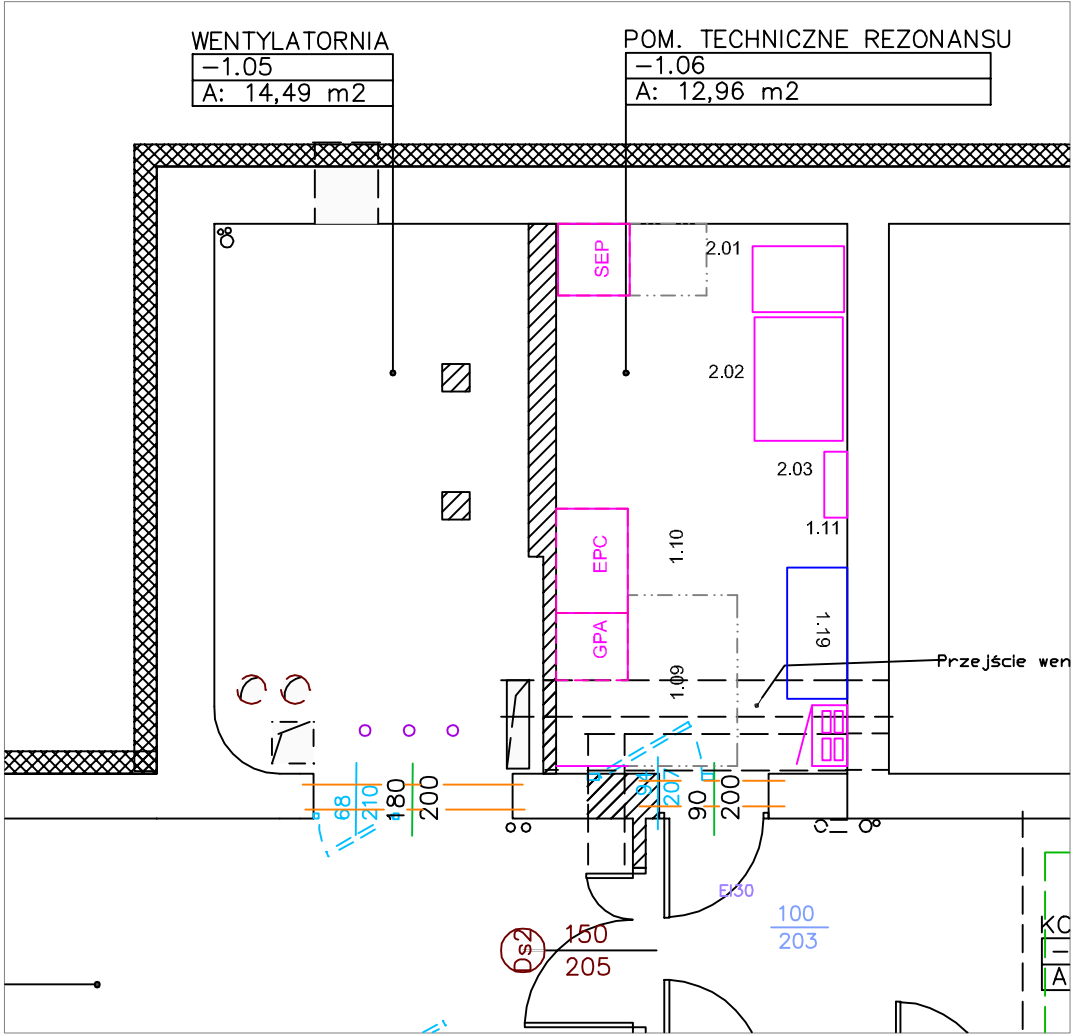 WENTYLATORNIA
-1.05
A: 14,49 m2
POM. TECHNICZNE REZONANSU
-1.06
A: 12,96 m2
SEP
2.01
2.02
2.03
1.11
EPC
1.10
GPA
1.09
1.19
Przejście wen
68
210
180
200
94
207
90
200
EI30
100
203
Ds2
150
205
KO
-
A